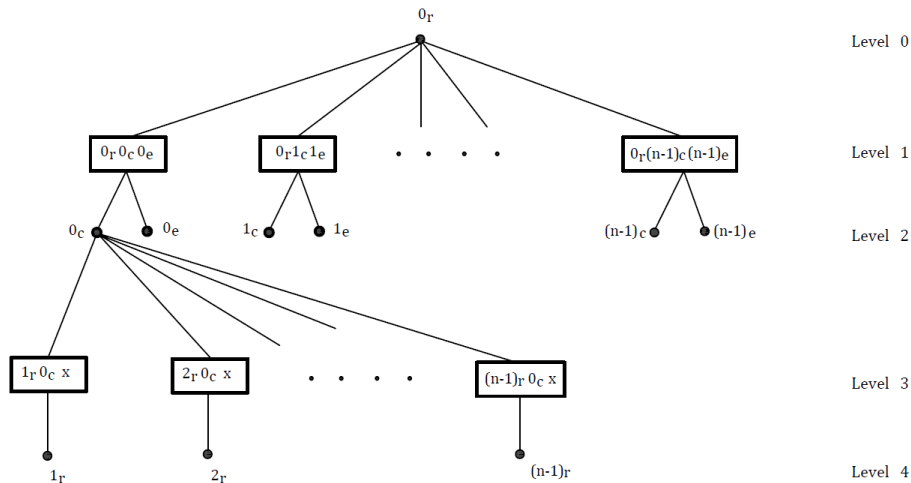 0r Level 0
0r 0c 0e 0r 1c 1e . . . . 0r(n-1)c (n-1)e Level 1
0c 0e 1c 1e (n-1)c (n-1)e Level 2
1r 0c x 2r 0c x . . . . (n-1)r 0c x Level 3
1r 2r (n-1)r Level 4